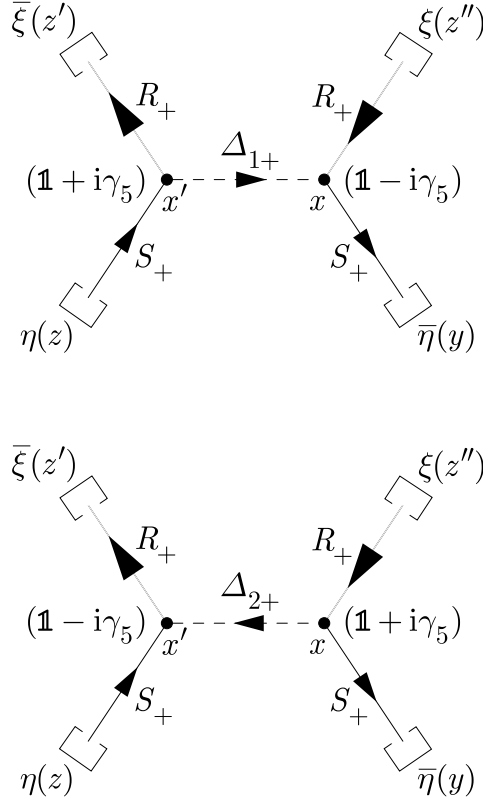 ξ̅(z′) ξ(z″)
R₊ R₊
Δ₁₊
(𝟙 + iγ₅) x′ x (𝟙 − iγ₅)
S₊ S₊
η(z) η̅(y)
ξ̅(z′) ξ(z″)
R₊ R₊
Δ₂₊
(𝟙 − iγ₅) x′ x (𝟙 + iγ₅)
S₊ S₊
η(z) η̅(y)